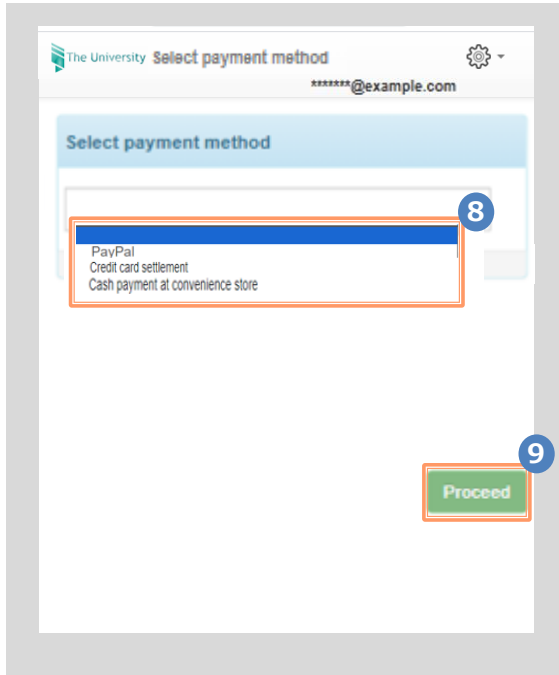 The University Select payment method
*******@example.com
Select payment method
8
PayPal
Credit card settlement
Cash payment at convenience store
9
Proceed